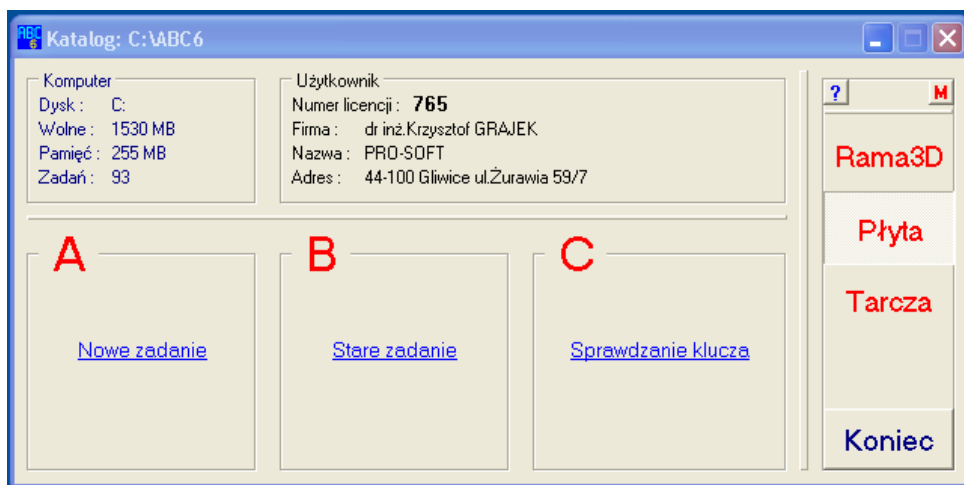 ABC
6
Katalog: C:\ABC6
Komputer
Dysk : C:
Wolne : 1530 MB
Pamięć : 255 MB
Zadań : 93
Użytkownik
Numer licencji : 765
Firma : dr inż.Krzysztof GRAJEK
Nazwa : PRO-SOFT
Adres : 44-100 Gliwice ul.Żurawia 59/7
? M
Rama3D
Płyta
Tarcza
Koniec
A
Nowe zadanie
B
Stare zadanie
C
Sprawdzanie klucza